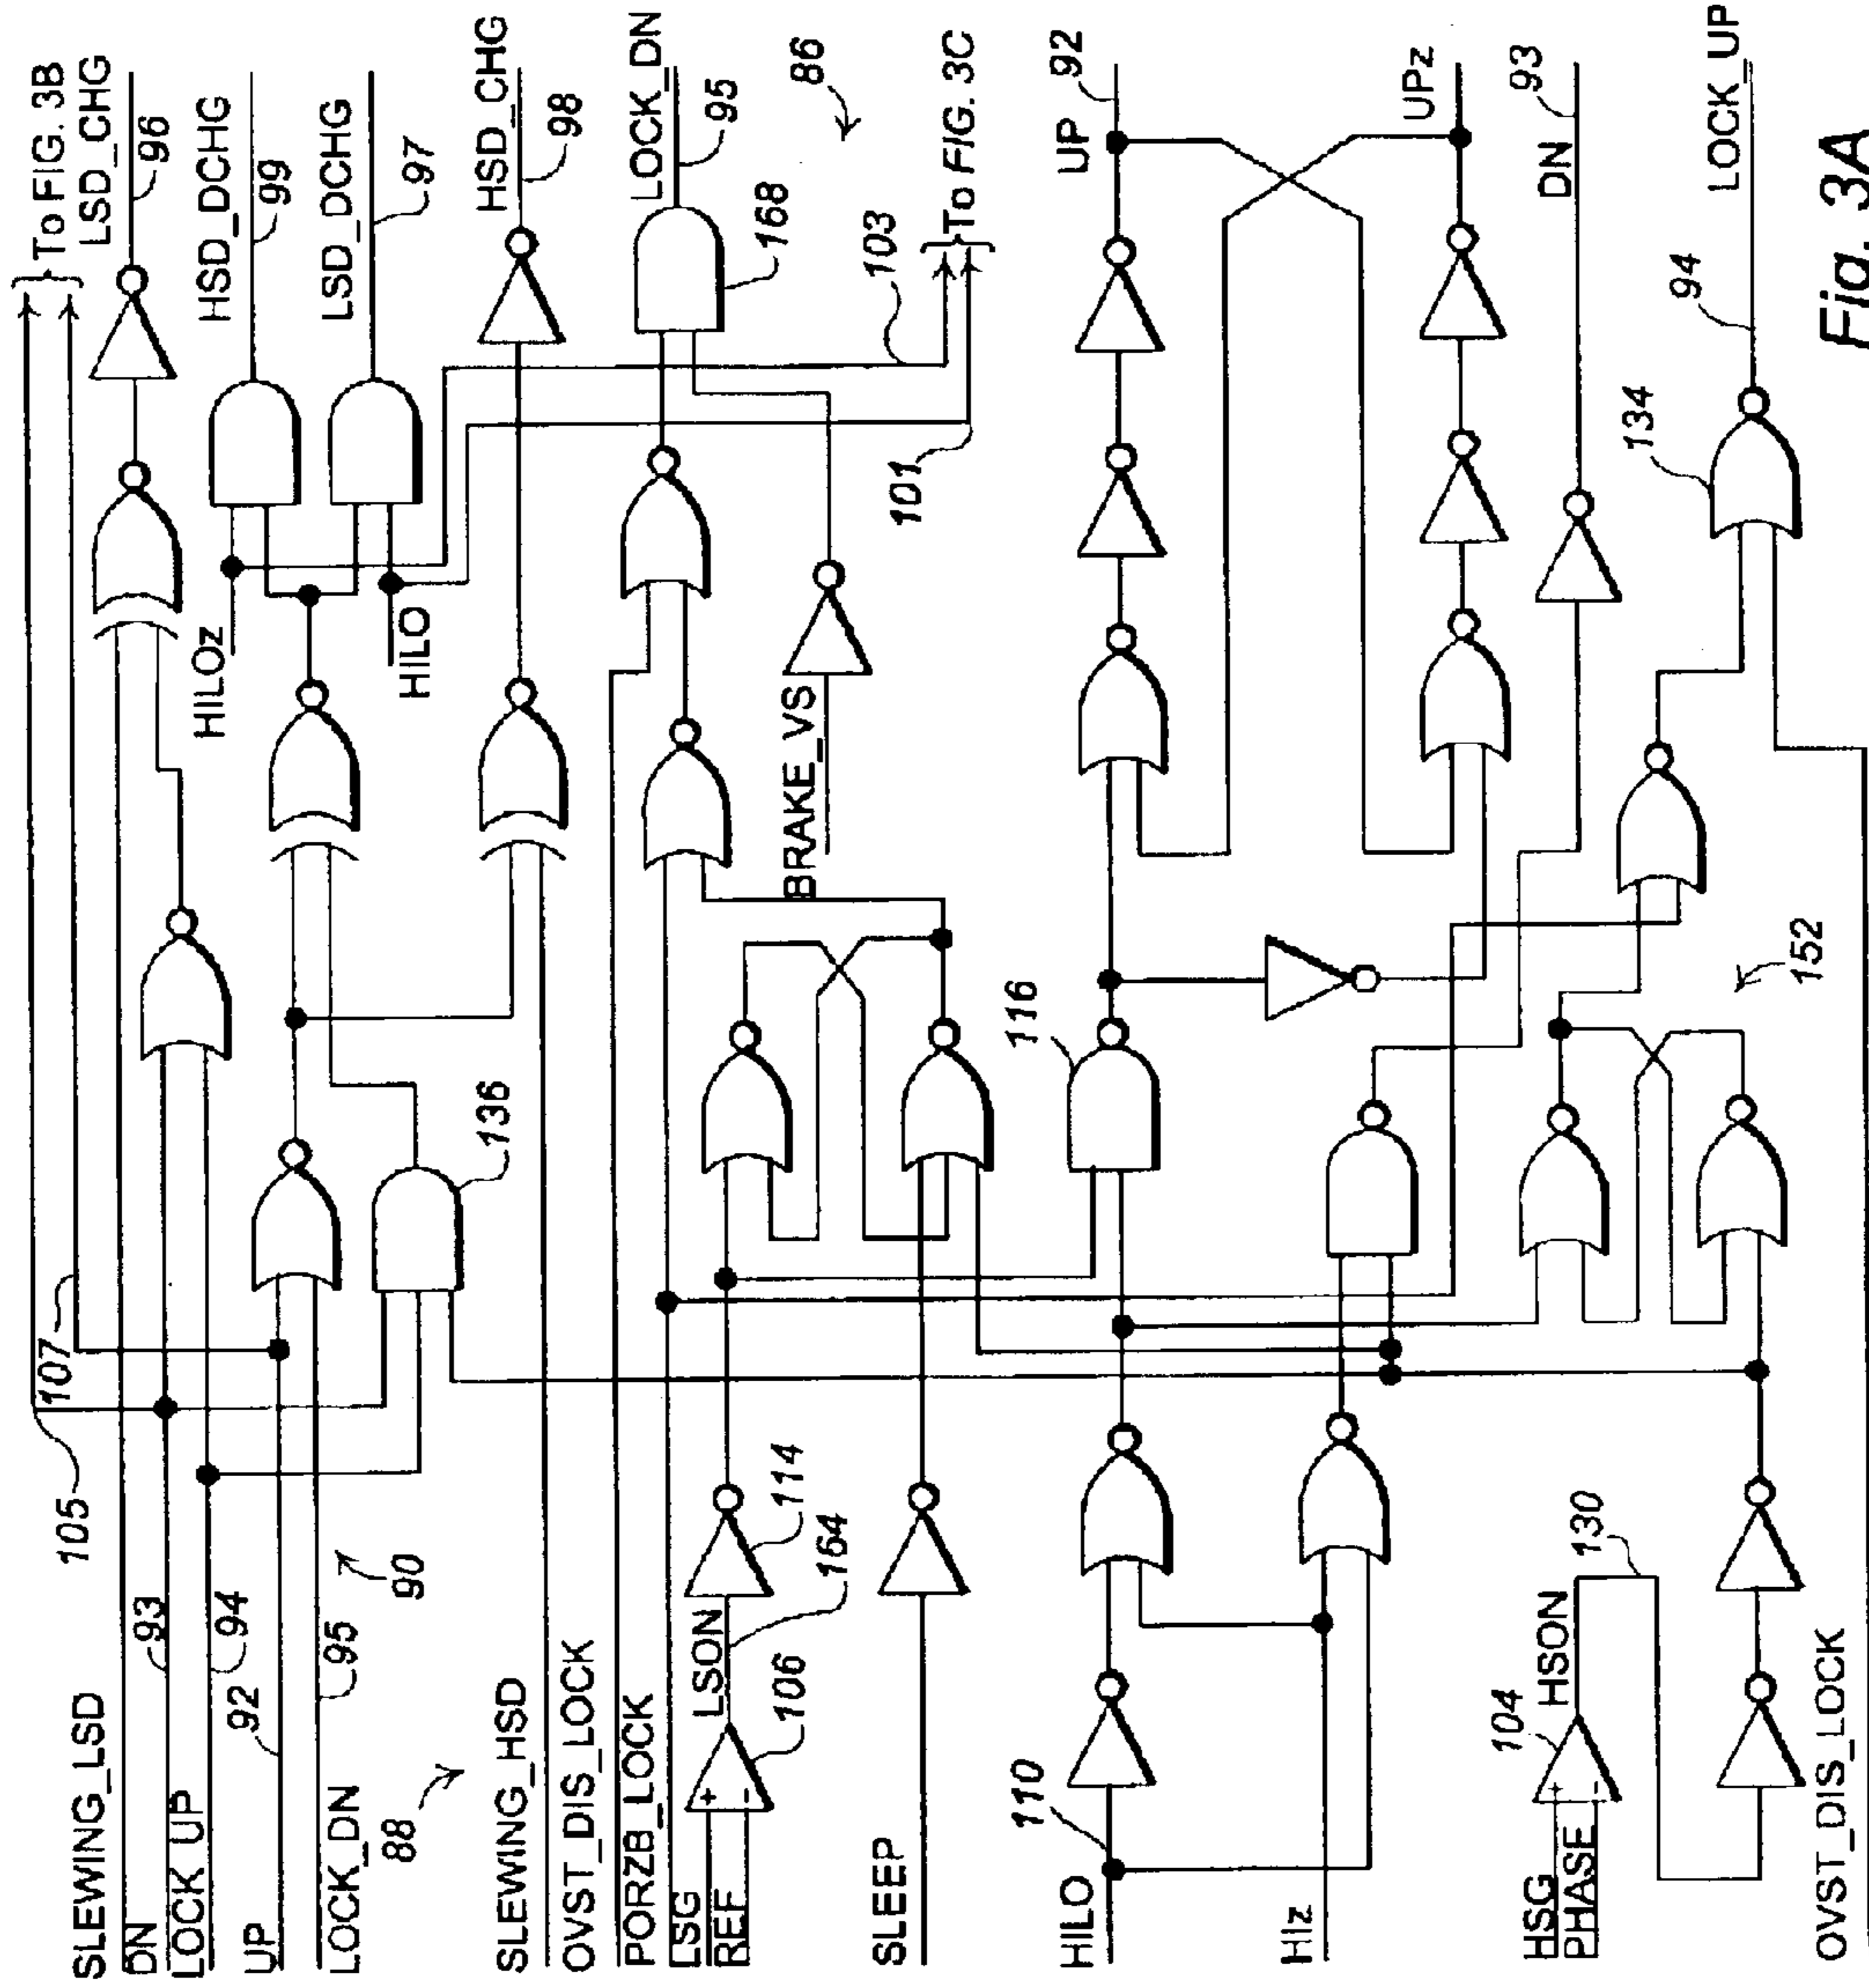 To FIG. 3B
LSD_CHG
96
HSD_DCHG
99
LSD_DCHG
97
HILOz
HILO
HSD_CHG
98
LOCK_DN
95
168
86
103
To FIG. 3C
101
BRAKE_VS
107
105
136
SLEWING_LSD
DN
93
LOCK_UP
94
UP
92
LOCK_DN
95
90
88
SLEWING_HSD
OVST_DIS_LOCK
PORZB_LOCK
LSG
REF
+
-
LSON
106
164
114
SLEEP
116
UP
92
UPz
DN
93
LOCK_UP
94
134
152
HILO
110
HIz
HSG
PHASE
+
-
104
HSON
130
OVST_DIS_LOCK
Fig. 3A